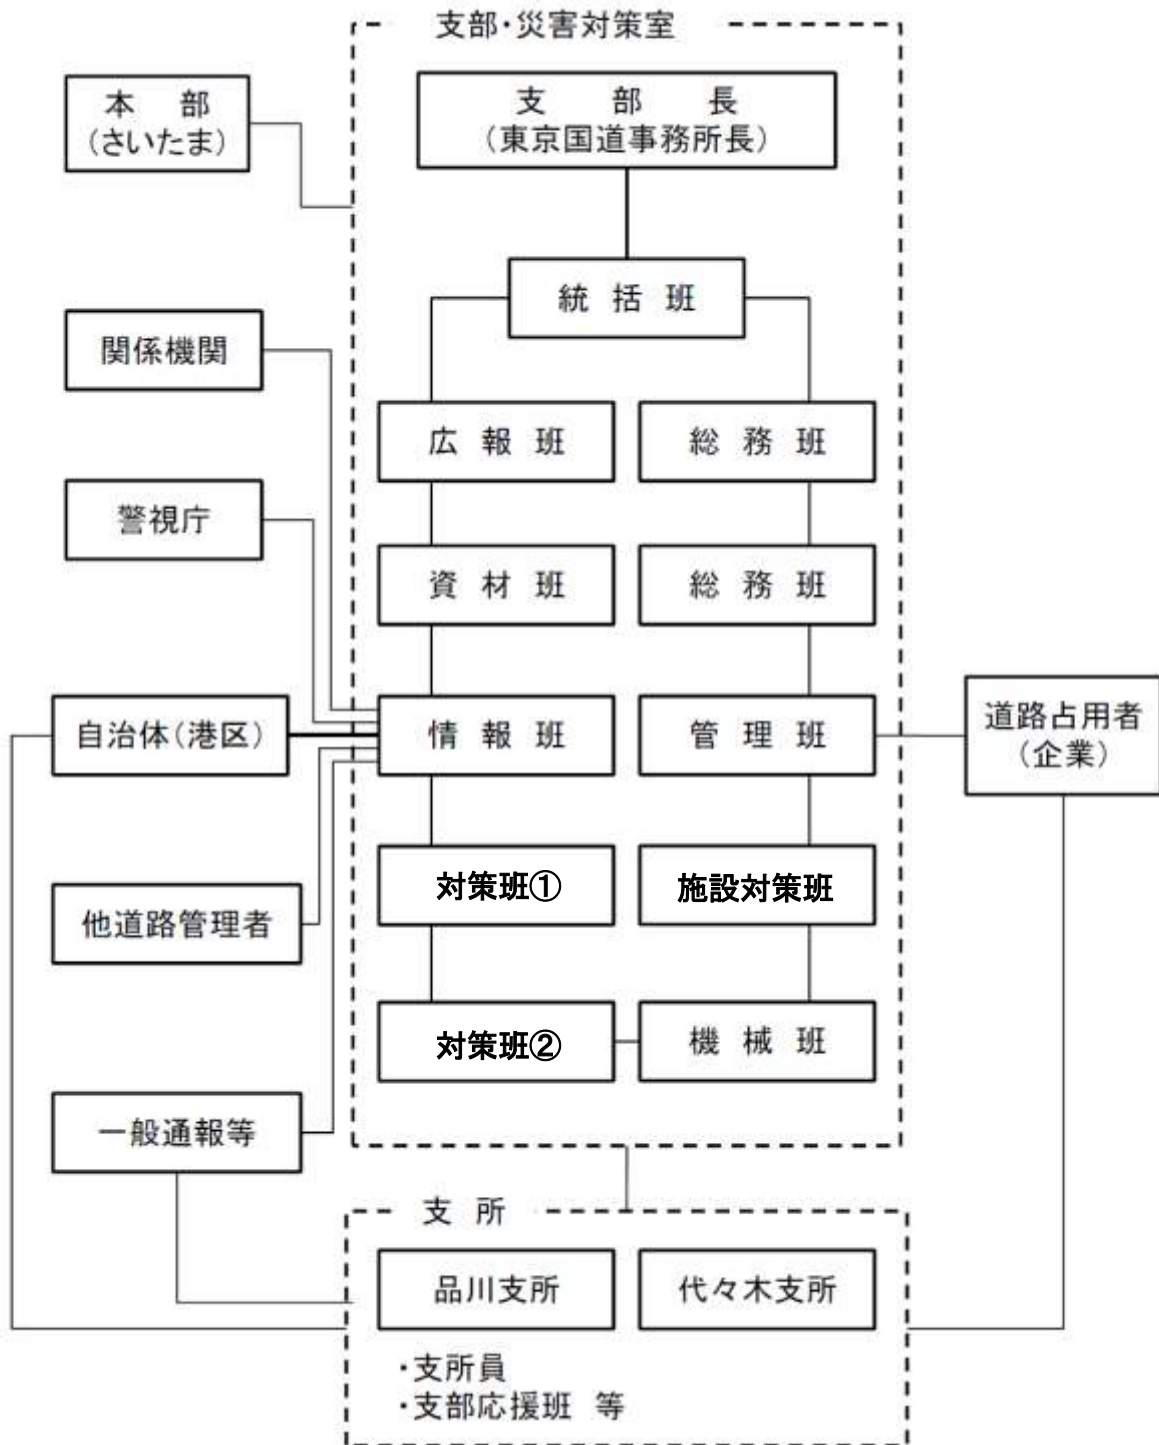 支部・災害対策室
本 部
(さいたま)
支 部 長
(東京国道事務所長)
統 括 班
関係機関
広 報 班
総 務 班
警視庁
資 材 班
総 務 班
自治体(港区)
情 報 班
管 理 班
道路占用者
(企業)
対策班①
施設対策班
他道路管理者
対策班②
機 械 班
一般通報等
支 所
品川支所
代々木支所
・支所員
・支部応援班 等